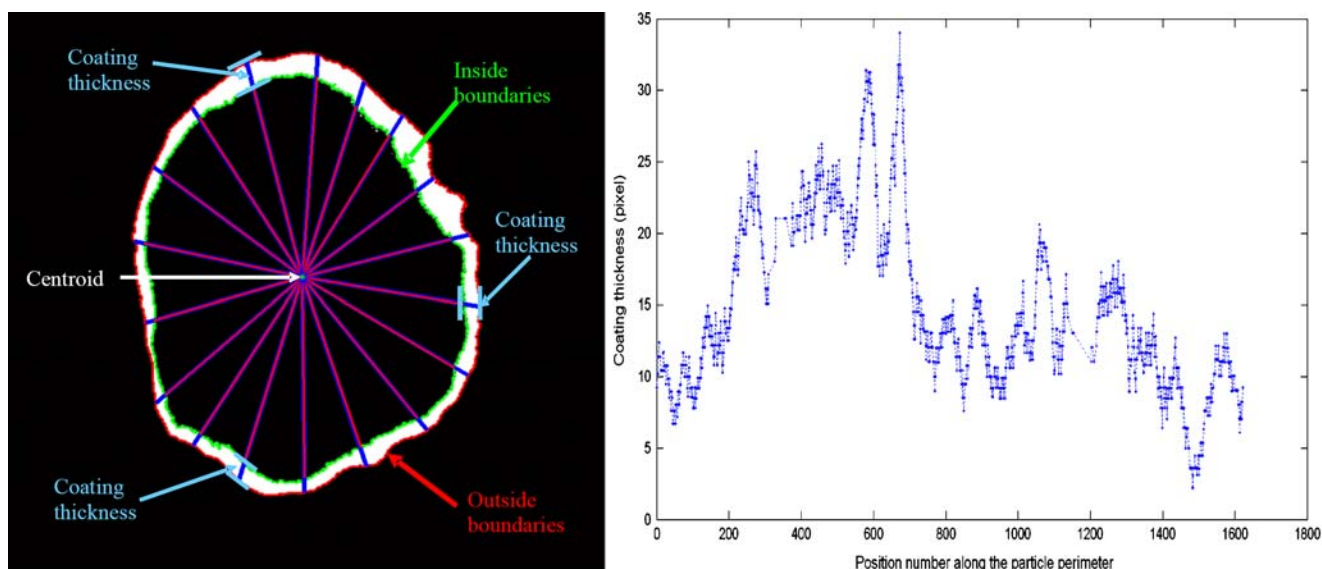 Coating
thickness
Inside
boundaries
Coating
thickness
Centroid
Coating
thickness
Outside
boundaries
Coating thickness (pixel)
35
30
25
20
15
10
5
0
0 200 400 600 800 1000 1200 1400 1600 1800
Position number along the particle perimeter